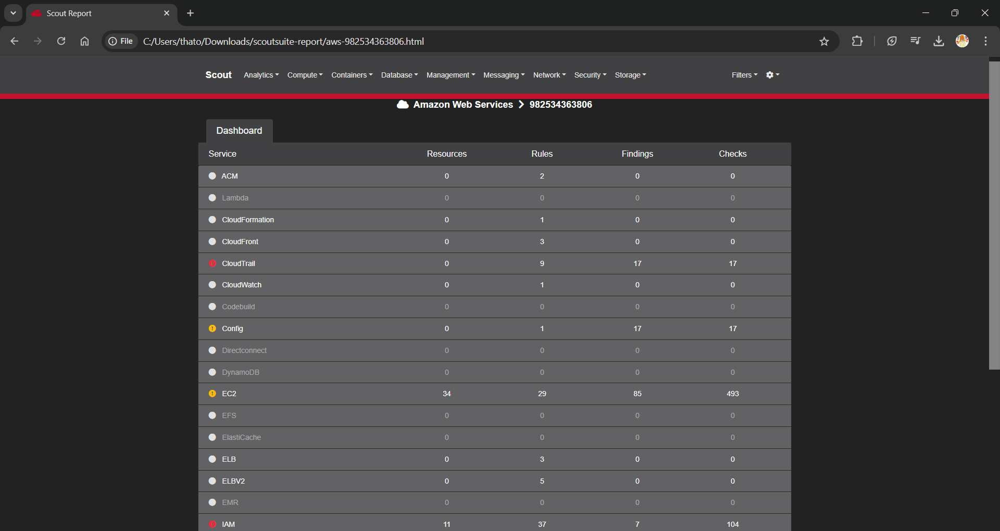 Scout Report
File C:/Users/thato/Downloads/scoutsuite-report/aws-982534363806.html
Scout Analytics Compute Containers Database Management Messaging Network Security Storage Filters
Amazon Web Services 982534363806
Dashboard
Service Resources Rules Findings Checks
ACM 0 2 0 0
Lambda 0 0 0 0
CloudFormation 0 1 0 0
CloudFront 0 3 0 0
CloudTrail 0 9 17 17
CloudWatch 0 1 0 0
Codebuild 0 0 0 0
Config 0 1 17 17
Directconnect 0 0 0 0
DynamoDB 0 0 0 0
EC2 34 29 85 493
EFS 0 0 0 0
ElastiCache 0 0 0 0
ELB 0 3 0 0
ELBV2 0 5 0 0
EMR 0 0 0 0
IAM 11 37 7 104